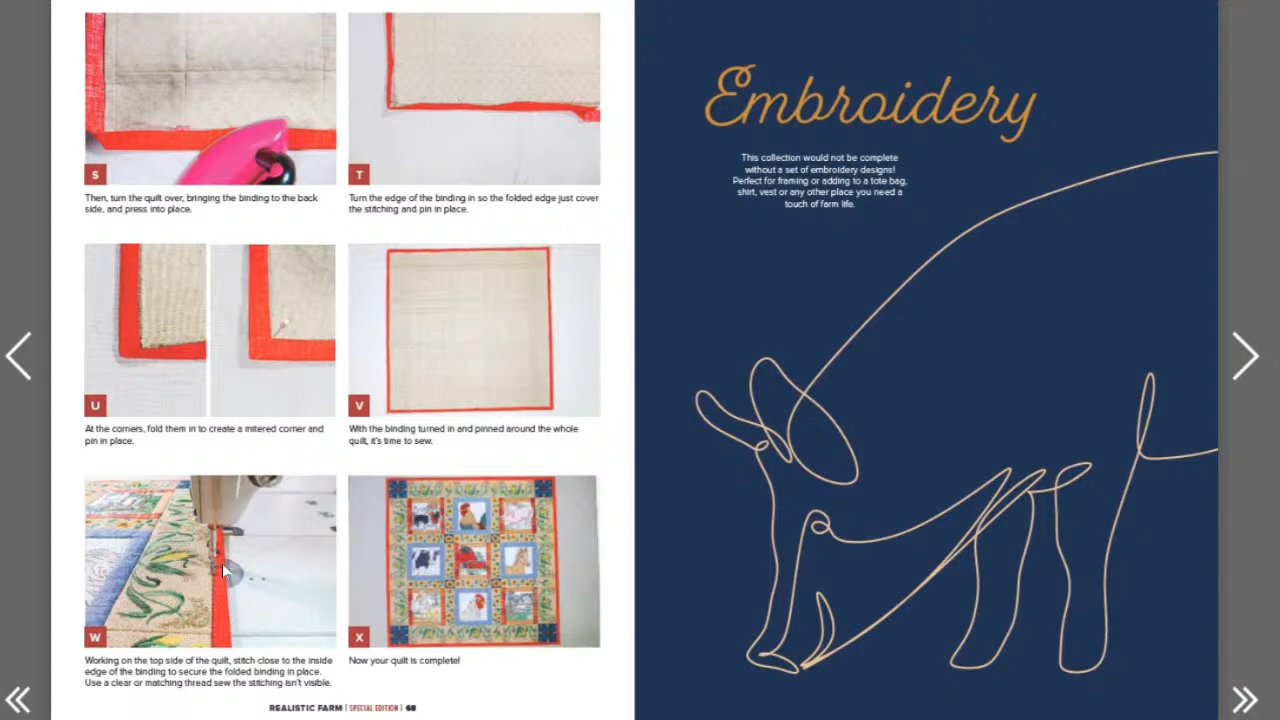 S
T
Then, turn the quilt over, bringing the binding to the back
side, and press into place.
Turn the edge of the binding in so the folded edge just cover
the stitching and pin in place.
U
V
At the corners, fold them in to create a mitered corner and
pin in place.
With the binding turned in and pinned around the whole
quilt, it's time to sew.
W
X
Working on the top side of the quilt, stitch close to the inside
edge of the binding to secure the folded binding in place.
Use a clear or matching thread sew the stitching isn't visible.
Now your quilt is complete!
REALISTIC FARM | SPECIAL EDITION | 68
Embroidery
This collection would not be complete
without a set of embroidery designs!
Perfect for framing or adding to a tote bag,
shirt, vest or any other place you need a
touch of farm life.